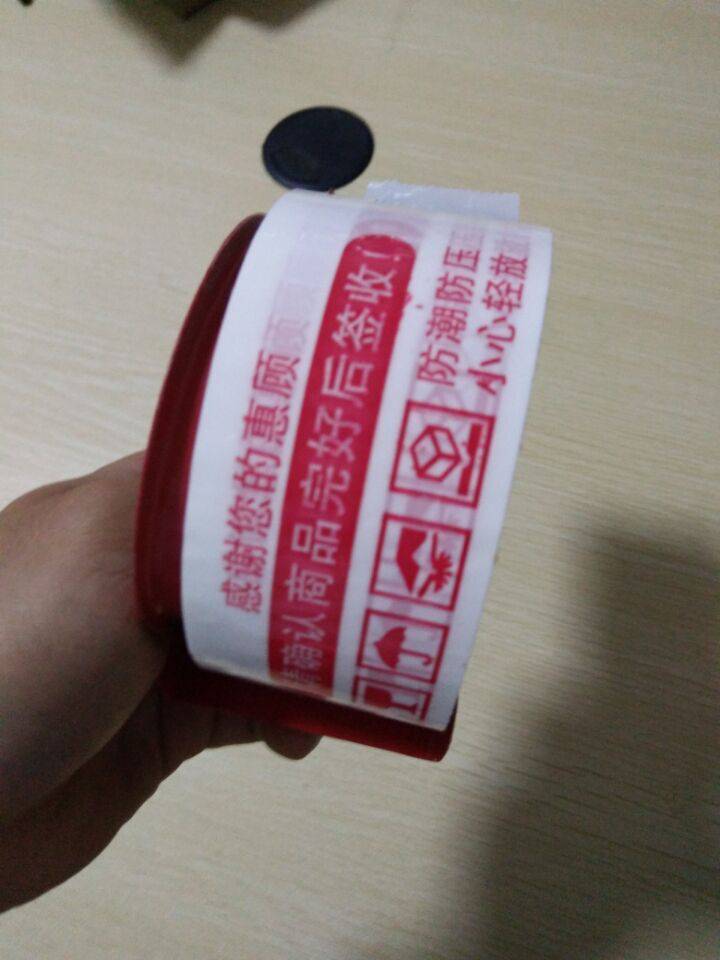 感谢您的惠顾
请确认商品完好后签收!
防潮防压
小心轻放